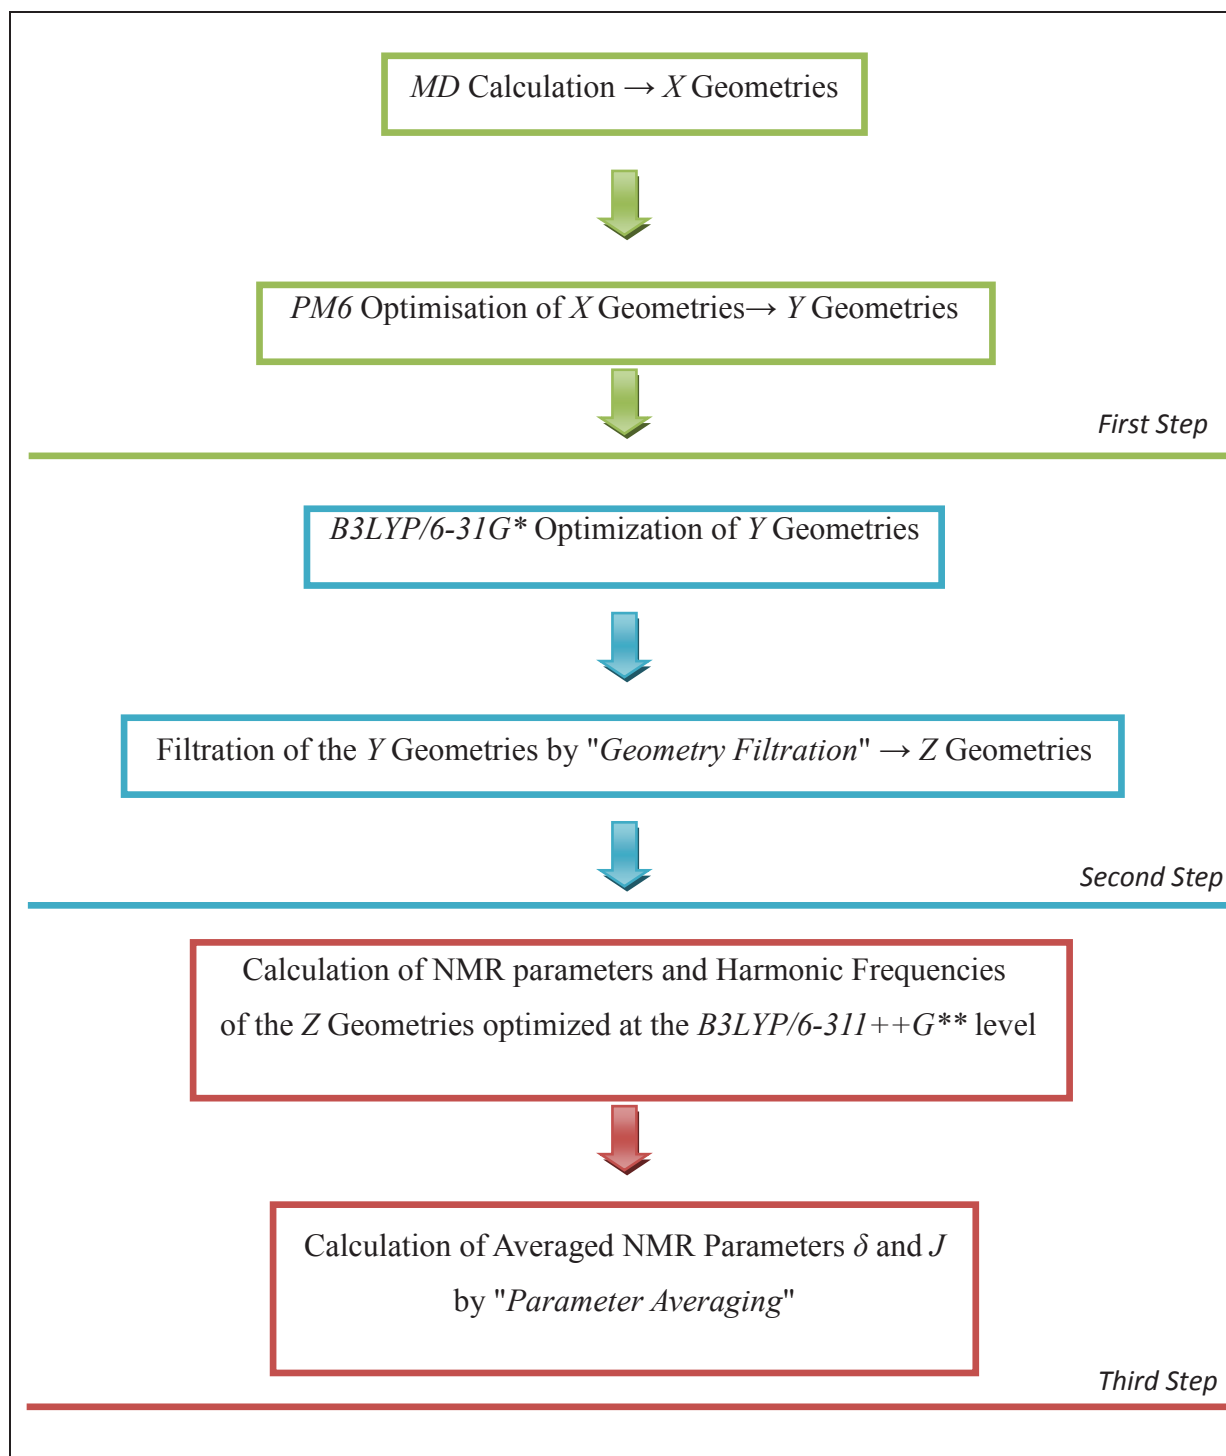 MD Calculation → X Geometries
PM6 Optimisation of X Geometries→ Y Geometries
First Step
B3LYP/6-31G* Optimization of Y Geometries
Filtration of the Y Geometries by "Geometry Filtration" → Z Geometries
Second Step
Calculation of NMR parameters and Harmonic Frequencies
of the Z Geometries optimized at the B3LYP/6-311++G** level
Calculation of Averaged NMR Parameters δ and J
by "Parameter Averaging"
Third Step